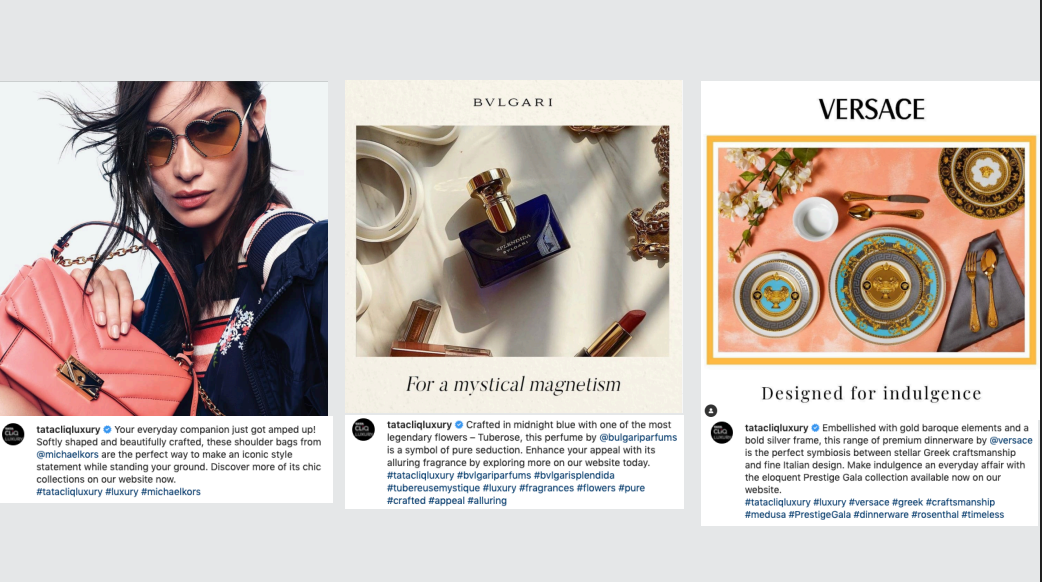 tatacliqluxury Your everyday companion just got amped up!
Softly shaped and beautifully crafted, these shoulder bags from
@michaelkors are the perfect way to make an iconic style
statement while standing your ground. Discover more of its chic
collections on our website now.
#tatacliqluxury #luxury #michaelkors
BVLGARI
SPLENDIDA
BVLGARI
For a mystical magnetism
tatacliqluxury Crafted in midnight blue with one of the most
legendary flowers – Tuberose, this perfume by @bulgariparfums
is a symbol of pure seduction. Enhance your appeal with its
alluring fragrance by exploring more on our website today.
#tatacliqluxury #bvlgariparfums #bvlgarisplendida
#tubereusemystique #luxury #fragrances #flowers #pure
#crafted #appeal #alluring
VERSACE
Designed for indulgence
tatacliqluxury Embellished with gold baroque elements and a
bold silver frame, this range of premium dinnerware by @versace
is the perfect symbiosis between stellar Greek craftsmanship
and fine Italian design. Make indulgence an everyday affair with
the eloquent Prestige Gala collection available now on our
website.
#tatacliqluxury #luxury #versace #greek #craftsmanship
#medusa #PrestigeGala #dinnerware #rosenthal #timeless